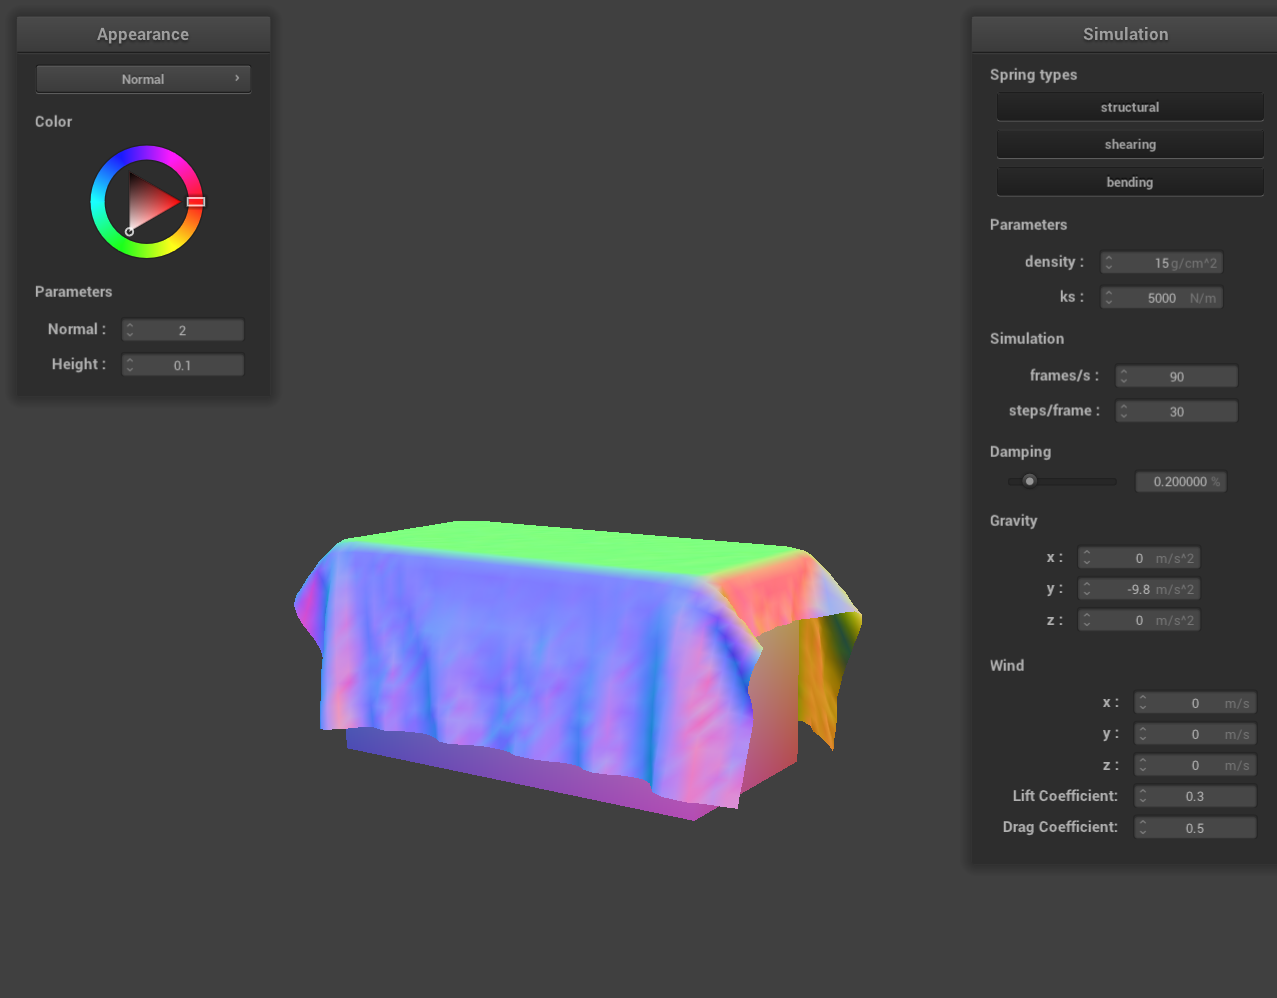 Appearance
Normal
Color
Parameters
Normal : 2
Height : 0.1
Simulation
Spring types
structural
shearing
bending
Parameters
density : 15 g/cm^2
ks : 5000 N/m
Simulation
frames/s : 90
steps/frame : 30
Damping
0.200000 %
Gravity
x : 0 m/s^2
y : -9.8 m/s^2
z : 0 m/s^2
Wind
x : 0 m/s
y : 0 m/s
z : 0 m/s
Lift Coefficient: 0.3
Drag Coefficient: 0.5